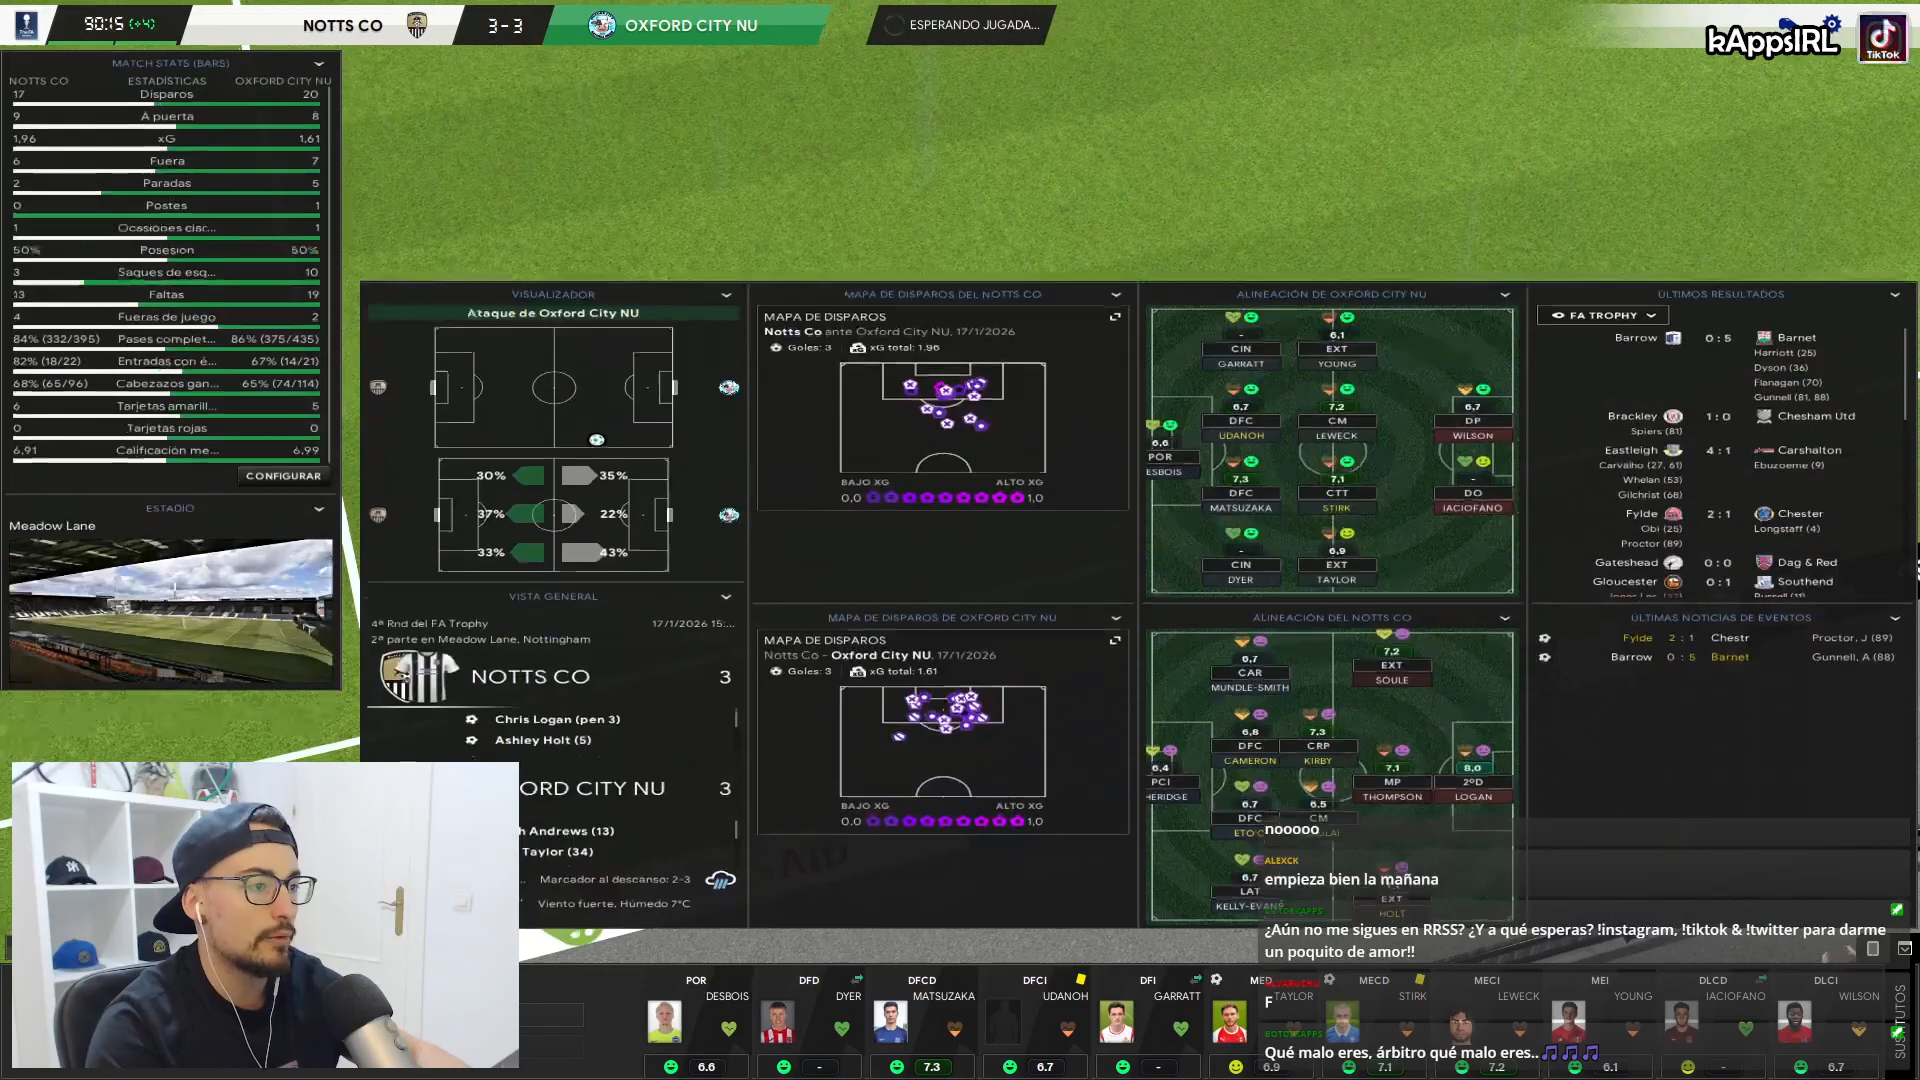 90:15 (+4)
NOTTS CO
3-3
OXFORD CITY NU
ESPERANDO JUGADA...
kAppsIRL
TikTok
MATCH STATS (BARS)
NOTTS CO ESTADÍSTICAS OXFORD CITY NU
17 Disparos 20
9 A puerta 8
1,96 xG 1,61
6 Fuera 7
2 Paradas 5
0 Postes 1
1 Ocasiones clar... 1
50% Posesion 50%
3 Saques de esq... 10
13 Faltas 19
4 Fueras de juego 2
84% (332/395) Pases complet... 86% (375/435)
82% (18/22) Entradas con é... 67% (14/21)
68% (65/96) Cabezazos gan... 65% (74/114)
6 Tarjetas amarill... 5
0 Tarjetas rojas 0
6,91 Calificación me... 6,99
CONFIGURAR
ESTADIO
Meadow Lane
VISUALIZADOR
Ataque de Oxford City NU
30% 35%
37% 22%
33% 43%
VISTA GENERAL
4ª Rnd del FA Trophy 17/1/2026 15:...
2ª parte en Meadow Lane, Nottingham
NOTTS CO 3
Chris Logan (pen 3)
Ashley Holt (5)
ORD CITY NU 3
h Andrews (13)
Taylor (34)
Marcador al descanso: 2-3
Viento fuerte, Húmedo 7°C
MAPA DE DISPAROS DEL NOTTS CO
MAPA DE DISPAROS
Notts Co ante Oxford City NU, 17/1/2026
Goles: 3 xG total: 1.96
BAJO XG ALTO XG
0,0 1,0
MAPA DE DISPAROS DE OXFORD CITY NU
MAPA DE DISPAROS
Notts Co - Oxford City NU, 17/1/2026
Goles: 3 xG total: 1.61
BAJO XG ALTO XG
0,0 1,0
ALINEACIÓN DE OXFORD CITY NU
- 6,1
CIN EXT
GARRATT YOUNG
6,7 7,2 6,7
DFC CM DP
UDANOH LEWECK WILSON
6,6
POR
ESBOIS
7,3 7,1 -
DFC CTT DO
MATSUZAKA STIRK IACIOFANO
- 6,9
CIN EXT
DYER TAYLOR
ALINEACIÓN DEL NOTTS CO
6,7 7,2
CAR EXT
MUNDLE-SMITH SOULE
6,8 7,3
DFC CRP
CAMERON KIRBY
6,4 7,1 8,0
PCI MP 2ºD
HERIDGE THOMPSON LOGAN
6,7 6,5
DFC CM
ETO'
6,7
LAT EXT
KELLY-EVANS HOLT
ÚLTIMOS RESULTADOS
FA TROPHY
Barrow 0 : 5 Barnet
Harriott (25)
Dyson (36)
Flanagan (70)
Gunnell (81, 88)
Brackley 1 : 0 Chesham Utd
Spiers (81)
Eastleigh 4 : 1 Carshalton
Carvalho (27, 61) Ebuzoeme (9)
Whelan (53)
Gilchrist (68)
Fylde 2 : 1 Chester
Obi (25) Longstaff (4)
Proctor (89)
Gateshead 0 : 0 Dag & Red
Gloucester 0 : 1 Southend
ÚLTIMAS NOTICIAS DE EVENTOS
Fylde 2 : 1 Chestr Proctor, J (89)
Barrow 0 : 5 Barnet Gunnell, A (88)
nooooo
ALEXCK
empieza bien la mañana
BOTDEKAPPS
¿Aún no me sigues en RRSS? ¿Y a qué esperas? !instagram, !tiktok & !twitter para darme
un poquito de amor!!
F
BOTDEKAPPS
Qué malo eres, árbitro qué malo eres..
POR DFD DFCD DFCI DFI MED MECD MECI MEI DLCD DLCI
DESBOIS DYER MATSUZAKA UDANOH GARRATT TAYLOR STIRK LEWECK YOUNG IACIOFANO WILSON
6.6 - 7.3 6.7 - 6.9 7.1 7.2 6.1 - 6.7
SUSTITUTOS